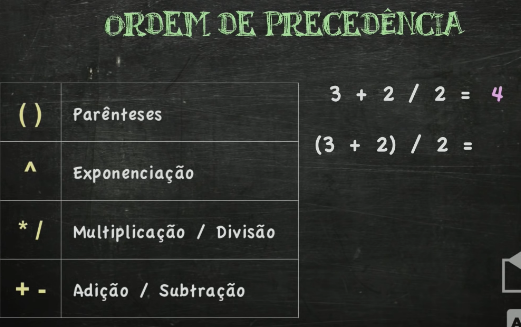 ORDEM DE PRECEDÊNCIA
( ) Parênteses
^ Exponenciação
* / Multiplicação / Divisão
+ - Adição / Subtração
3 + 2 / 2 = 4
(3 + 2) / 2 =